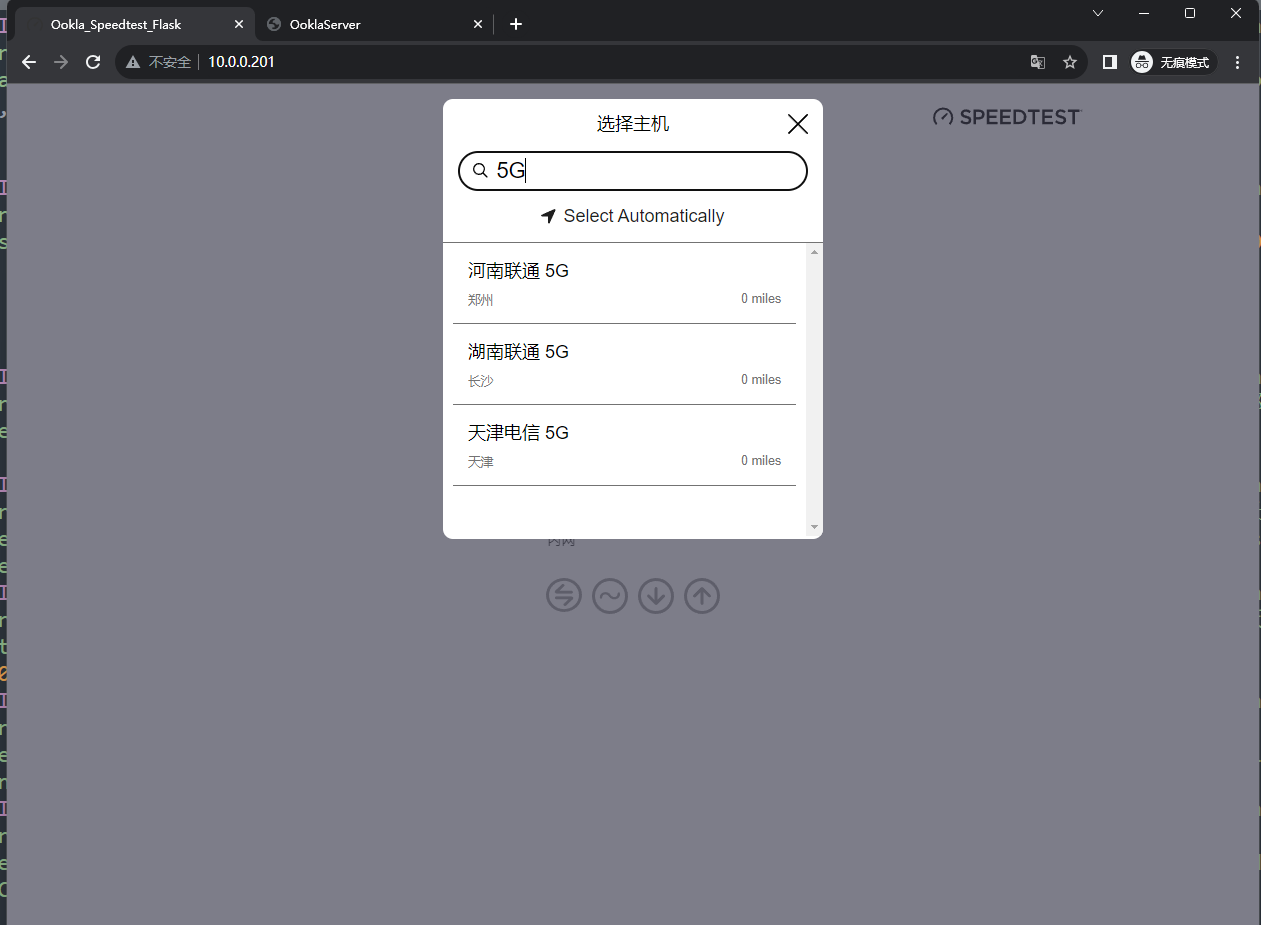 Ookla_Speedtest_Flask
OoklaServer
不安全
10.0.0.201
无痕模式
选择主机
SPEEDTEST
5G
Select Automatically
河南联通 5G
郑州
0 miles
湖南联通 5G
长沙
0 miles
天津电信 5G
天津
0 miles
内网